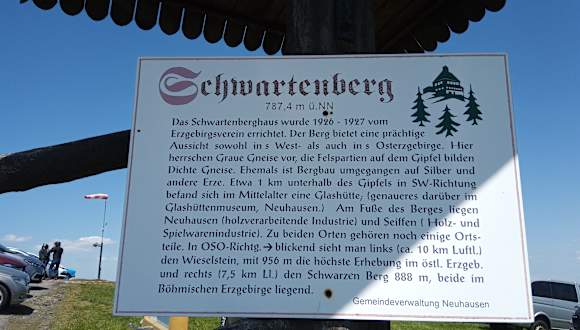 Schwartenberg
787,4 m ü.NN
Das Schwartenberghaus wurde 1926 - 1927 vom
Erzgebirgsverein errichtet. Der Berg bietet eine prächtige
Aussicht sowohl in s West- als auch in s Osterzgebirge. Hier
herrschen Graue Gneise vor, die Felspartien auf dem Gipfel bilden
Dichte Gneise. Ehemals ist Bergbau umgegangen auf Silber und
andere Erze. Etwa 1 km unterhalb des Gipfels in SW-Richtung
befand sich im Mittelalter eine Glashütte, (genaueres darüber im
Glashüttenmuseum, Neuhausen.) Am Fuße des Berges liegen
Neuhausen (holzverarbeitende Industrie) und Seiffen ( Holz- und
Spielwarenindustrie). Zu beiden Orten gehören noch einige Orts-
teile. In OSO-Richtg. → blickend sieht man links (ca. 10 km Luftl.)
den Wieselstein, mit 956 m die höchste Erhebung im östl. Erzgeb.
und rechts (7,5 km Ll.) den Schwarzen Berg 888 m, beide im
Böhmischen Erzgebirge liegend.
Gemeindeverwaltung Neuhausen